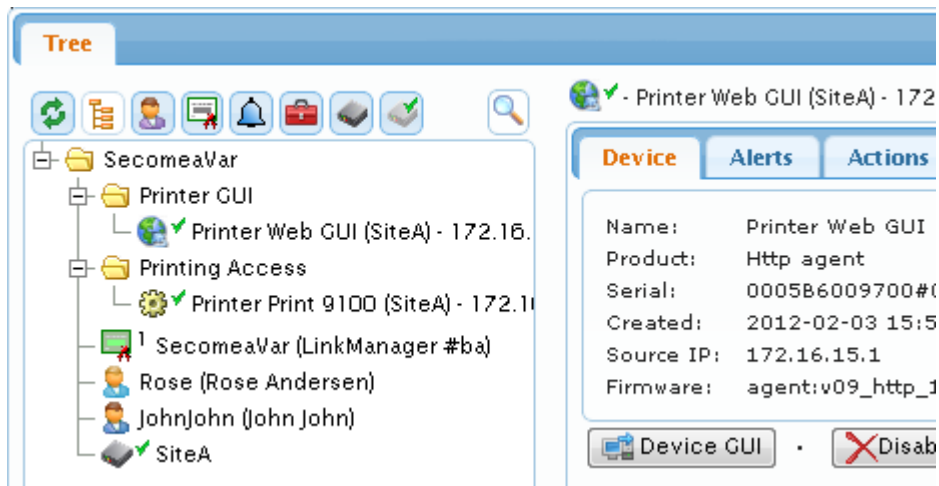 Tree
- Printer Web GUI (SiteA) - 172
SecomeaVar
Printer GUI
Printer Web GUI (SiteA) - 172.16.
Printing Access
Printer Print 9100 (SiteA) - 172.1
1 SecomeaVar (LinkManager #ba)
Rose (Rose Andersen)
JohnJohn (John John)
SiteA
Device Alerts Actions
Name: Printer Web GUI
Product: Http agent
Serial: 0005B6009700#0
Created: 2012-02-03 15:5
Source IP: 172.16.15.1
Firmware: agent:v09_http_1
Device GUI · Disab